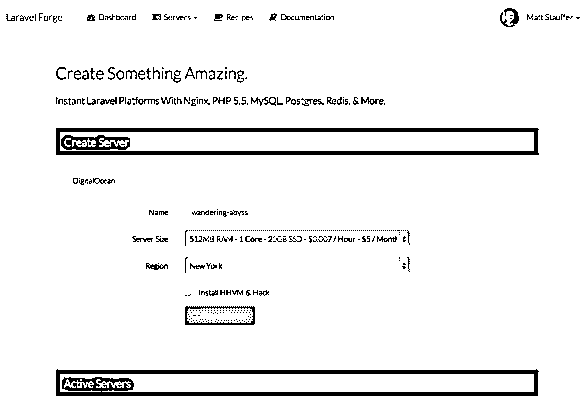 Laravel Forge Dashboard Servers Recipes Documentation Matt Stauffer
Create Something Amazing.
Instant Laravel Platforms With Nginx, PHP 5.5, MySQL, Postgres, Redis, & More.
Create Server
DigitalOcean
Name wandering-abyss
Server Size 512MB RAM - 1 Core - 20GB SSD - $0.007 / Hour - $5 / Month
Region New York
Install HHVM & Hack
Active Servers